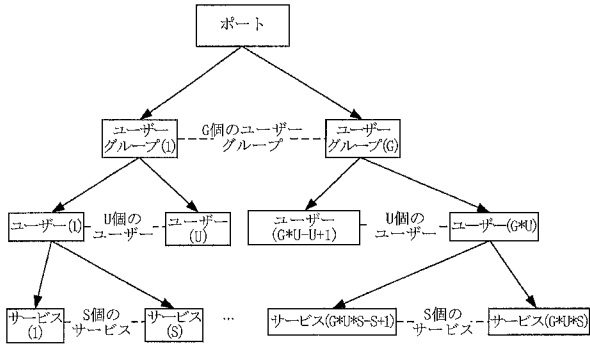 ポート
ユーザー
グループ(1)
G個のユーザー
グループ
ユーザー
グループ(G)
ユーザー(1)
U個の
ユーザー
ユーザー
(U)
ユーザー
(G*U-U+1)
U個の
ユーザー
ユーザー(G*U)
サービス
(1)
S個の
サービス
サービス
(S)
…
サービス(G*U*S-S+1)
S個の
サービス
サービス(G*U*S)